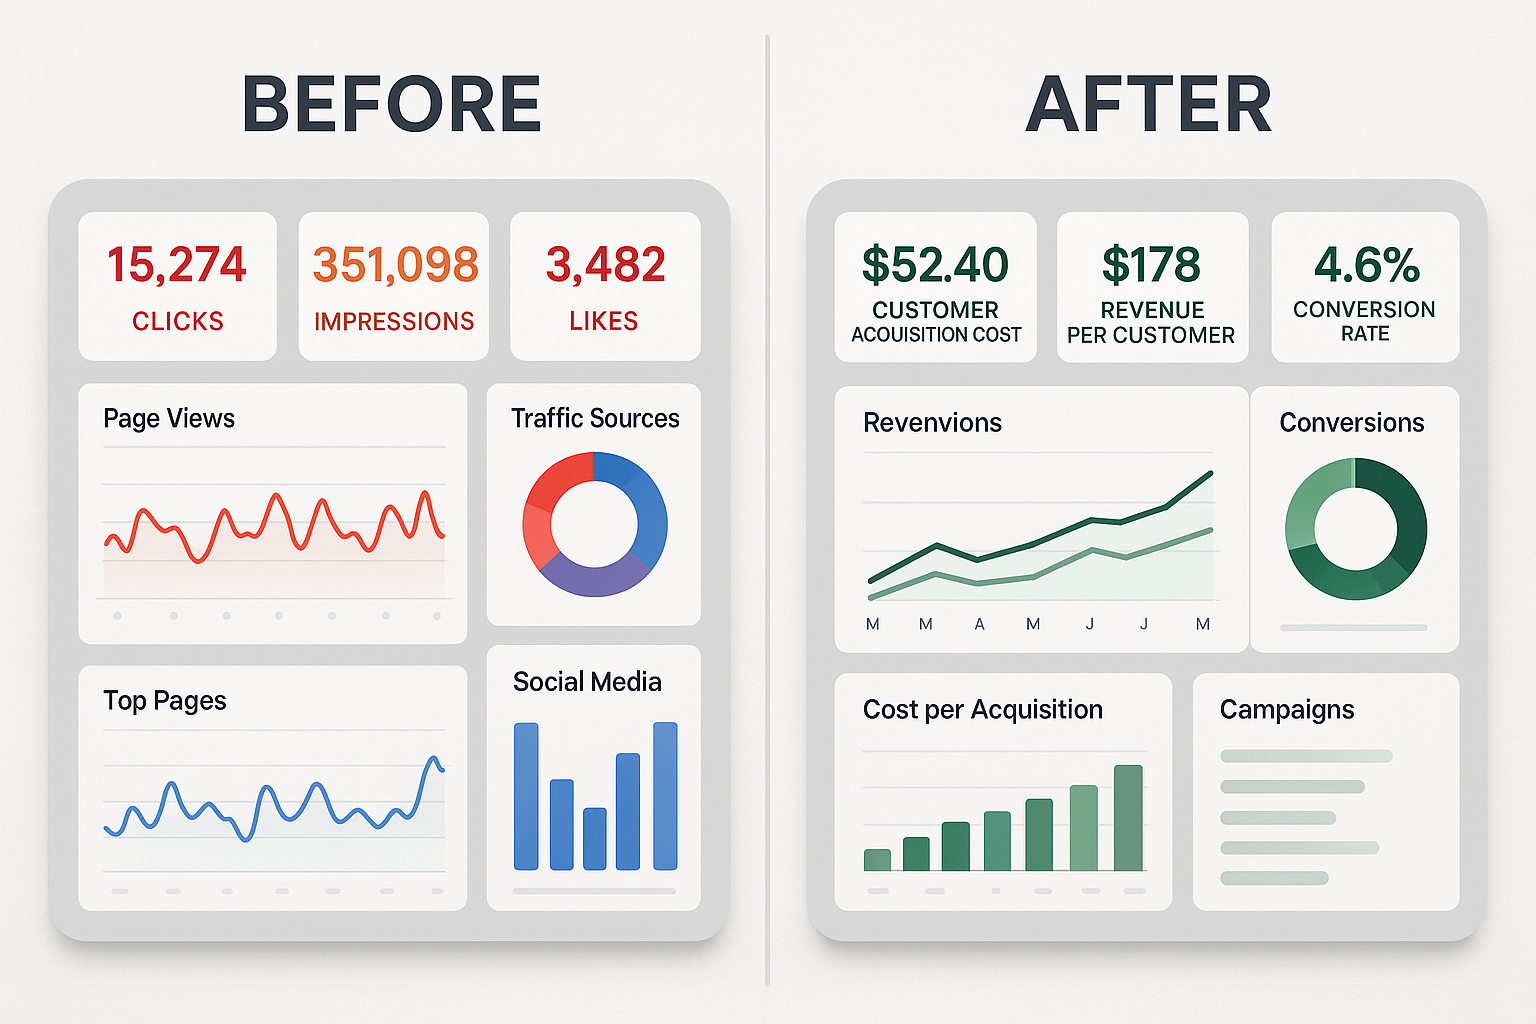 BEFORE
15,274
CLICKS
351,098
IMPRESSIONS
3,482
LIKES
Page Views
Traffic Sources
Top Pages
Social Media
AFTER
$52.40
CUSTOMER
ACQUISITION COST
$178
REVENUE
PER CUSTOMER
4.6%
CONVERSION
RATE
Revenvions
M M A M J J M
Conversions
Cost per Acquisition
Campaigns